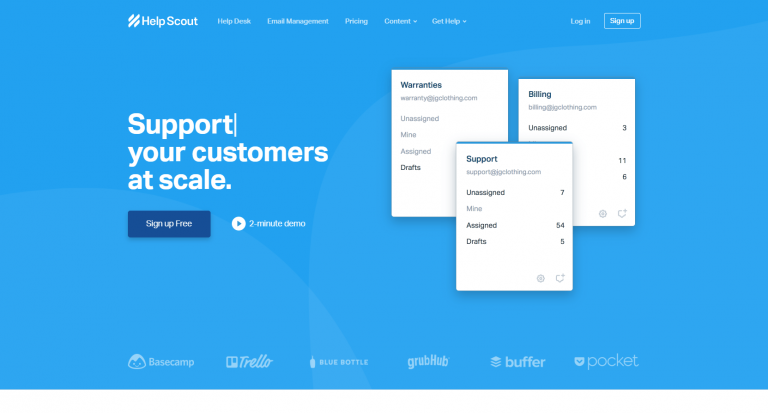 Help Scout
Help Desk
Email Management
Pricing
Content
Get Help
Log in
Sign up
Support
your customers
at scale.
Sign up Free
2-minute demo
Warranties
warranty@jgclothing.com
Unassigned
Mine
Assigned
Drafts
Billing
billing@jgclothing.com
Unassigned 3
11
6
Support
support@jgclothing.com
Unassigned 7
Mine
Assigned 54
Drafts 5
Basecamp
Trello
BLUE BOTTLE
grubHub
buffer
pocket